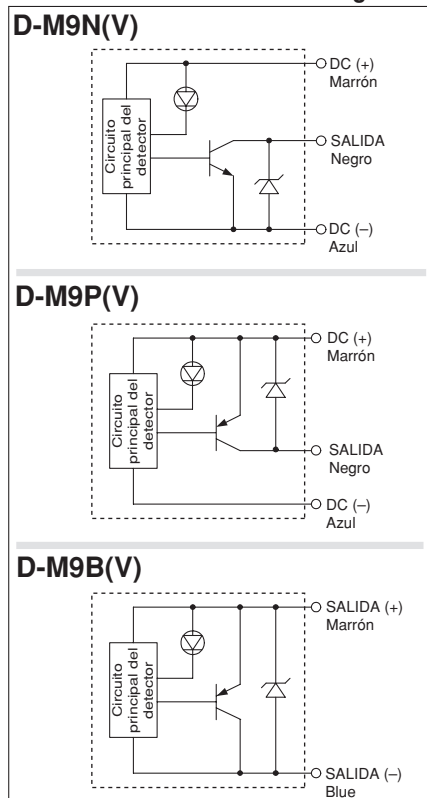 D-M9N(V)
DC (+)
Marrón
Circuito
principal del
detector
SALIDA
Negro
DC (–)
Azul
D-M9P(V)
DC (+)
Marrón
Circuito
principal del
detector
SALIDA
Negro
DC (–)
Azul
D-M9B(V)
SALIDA (+)
Marrón
Circuito
principal del
detector
SALIDA (–)
Blue